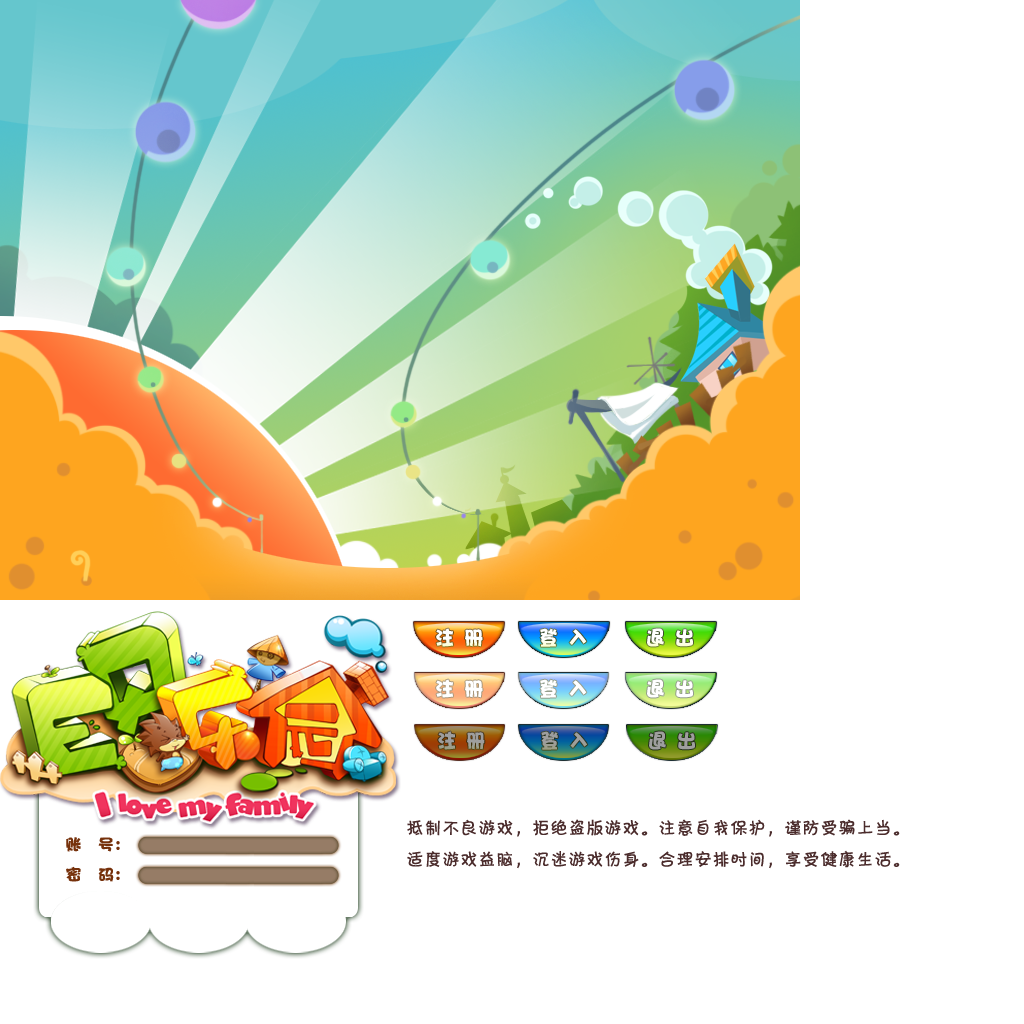 I love my family
账 号:
密 码:
注 册
登 入
退 出
注 册
登 入
退 出
注 册
登 入
退 出
抵制不良游戏，拒绝盗版游戏。注意自我保护，谨防受骗上当。
适度游戏益脑，沉迷游戏伤身。合理安排时间，享受健康生活。